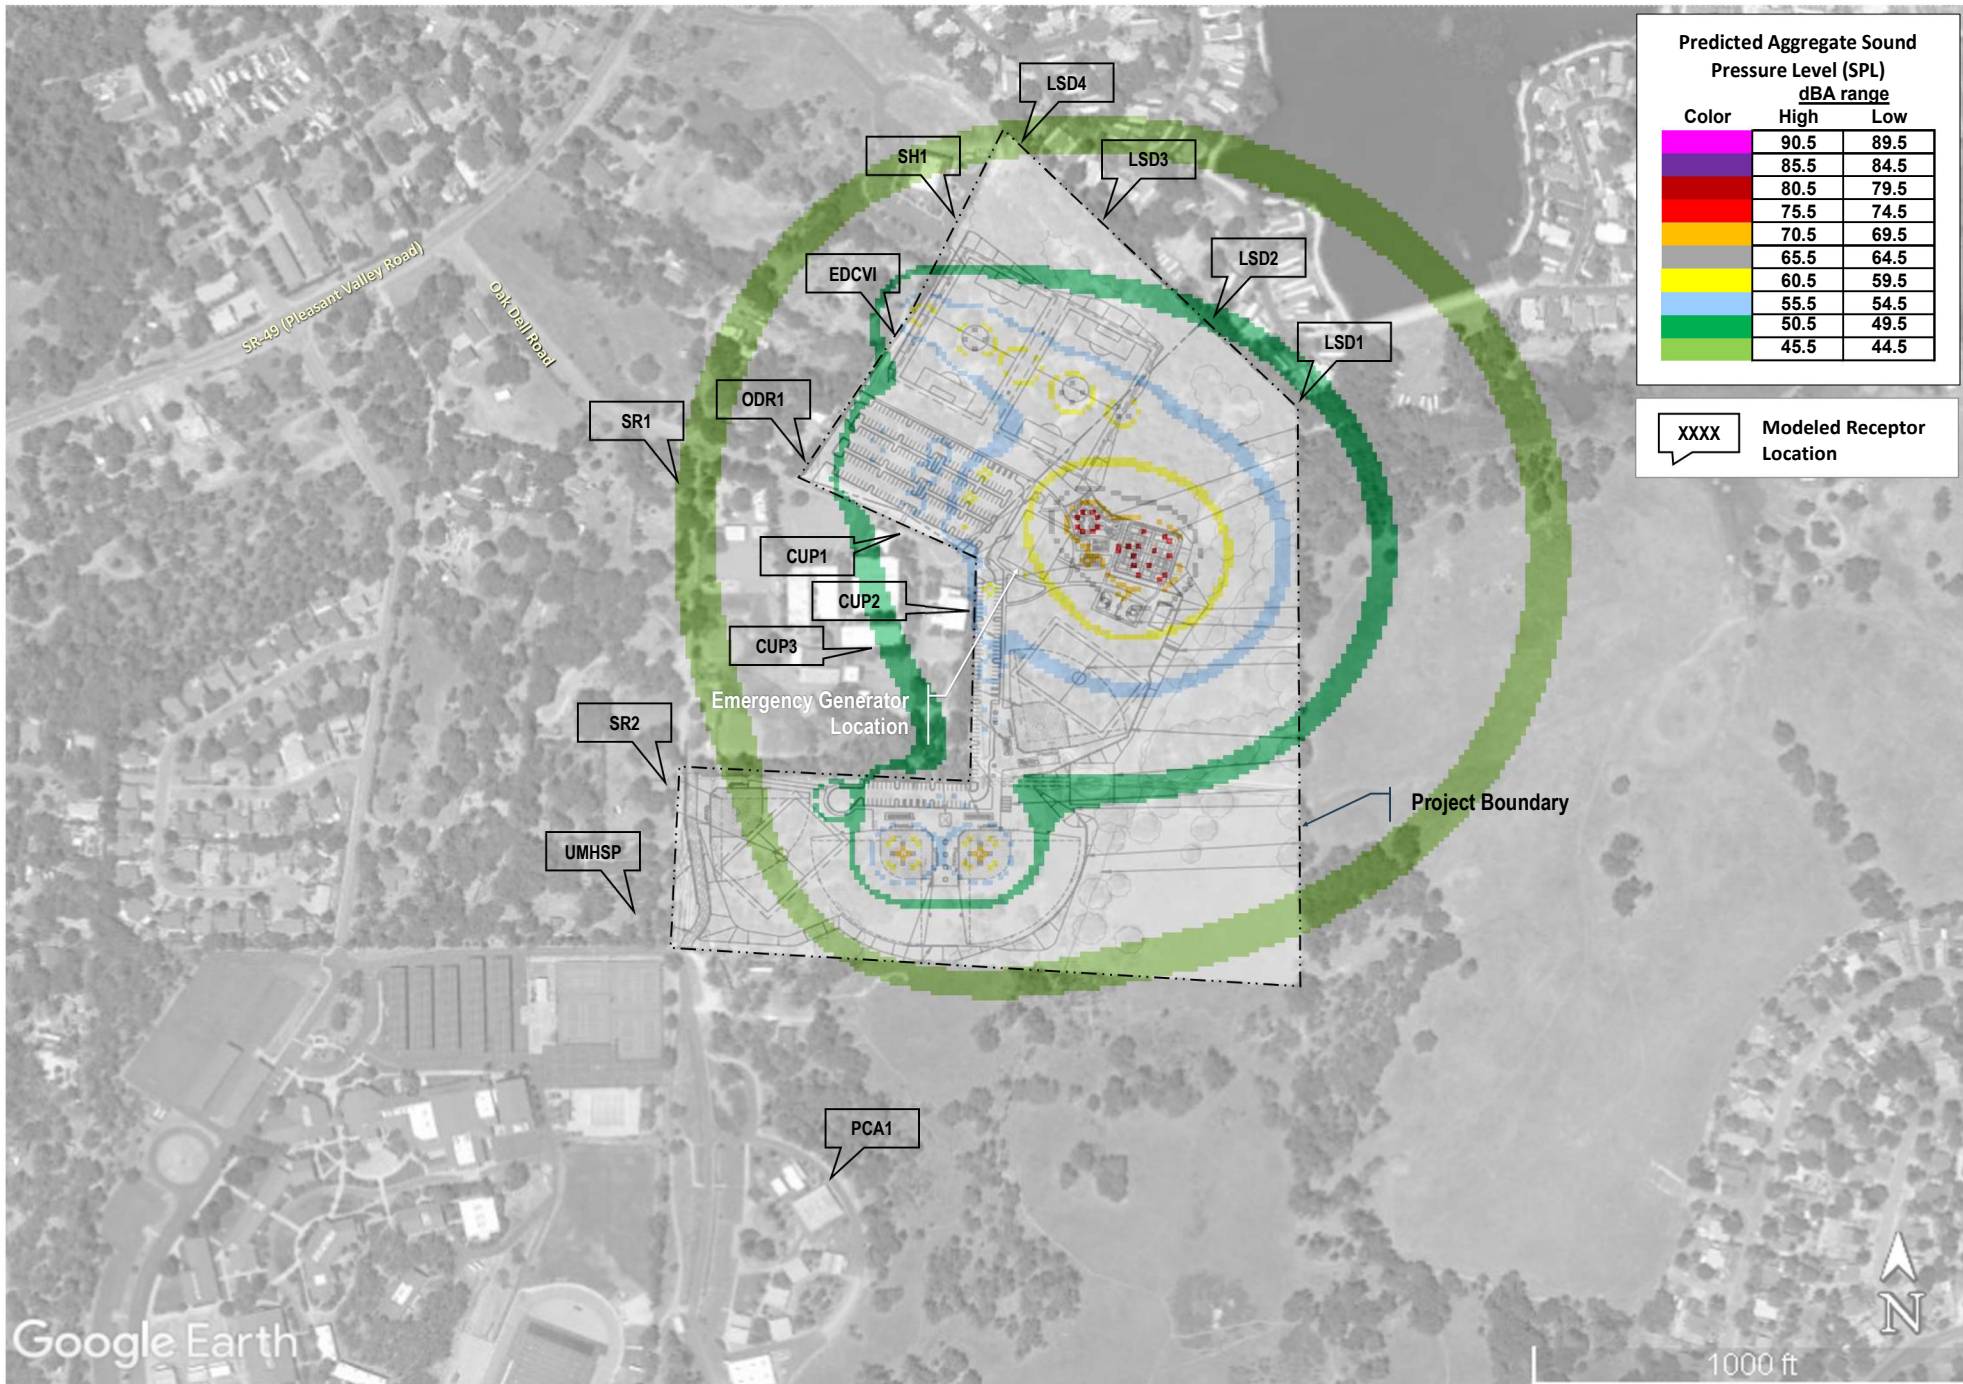 Predicted Aggregate Sound
Pressure Level (SPL)
dBA range
Color High Low
90.5 89.5
85.5 84.5
80.5 79.5
75.5 74.5
70.5 69.5
65.5 64.5
60.5 59.5
55.5 54.5
50.5 49.5
45.5 44.5
XXXX Modeled Receptor
Location
LSD4
SH1
LSD3
EDCVI
LSD2
SR-49 (Pleasant Valley Road)
Oak Dell Road
LSD1
ODR1
SR1
CUP1
CUP2
CUP3
Emergency Generator
Location
SR2
Project Boundary
UMHSP
PCA1
N
Google Earth
1000 ft